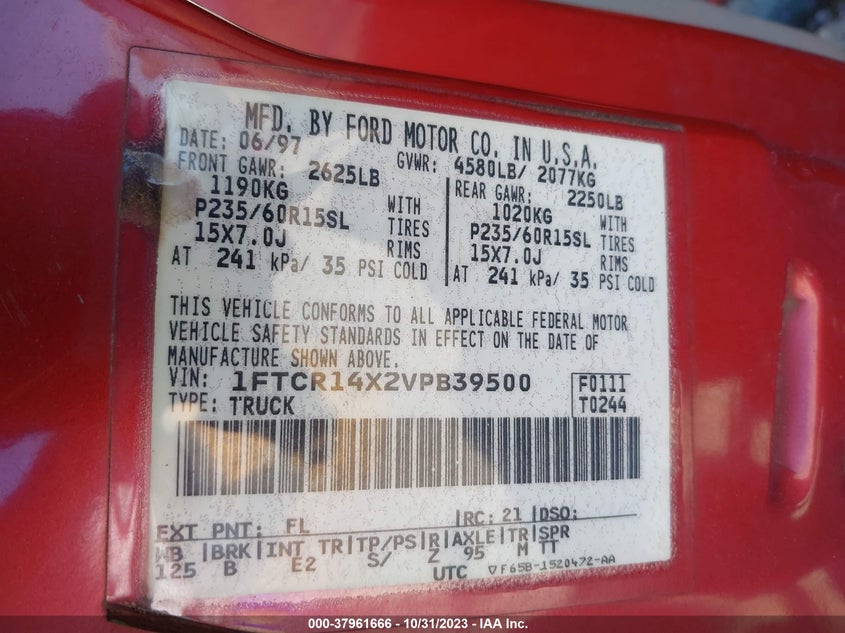 MFD. BY FORD MOTOR CO. IN U.S.A.
DATE: 06/97 GVWR: 4580LB/ 2077KG
FRONT GAWR: 2625LB REAR GAWR: 2250LB
1190KG WITH 1020KG WITH
P235/60R15SL TIRES P235/60R15SL TIRES
15X7.0J RIMS 15X7.0J RIMS
AT 241 kPa/ 35 PSI COLD AT 241 kPa/ 35 PSI COLD
THIS VEHICLE CONFORMS TO ALL APPLICABLE FEDERAL MOTOR
VEHICLE SAFETY STANDARDS IN EFFECT ON THE DATE OF
MANUFACTURE SHOWN ABOVE.
VIN: 1FTCR14X2VPB39500 F0111
TYPE: TRUCK T0244
EXT PNT: FL RC: 21 DSO:
WB BRK INT TR TP/PS R AXLE TR SPR
125 B E2 S/ Z 95 M TT
UTC ▽F65B-1520472-AA
000-37961666 - 10/31/2023 - IAA Inc.